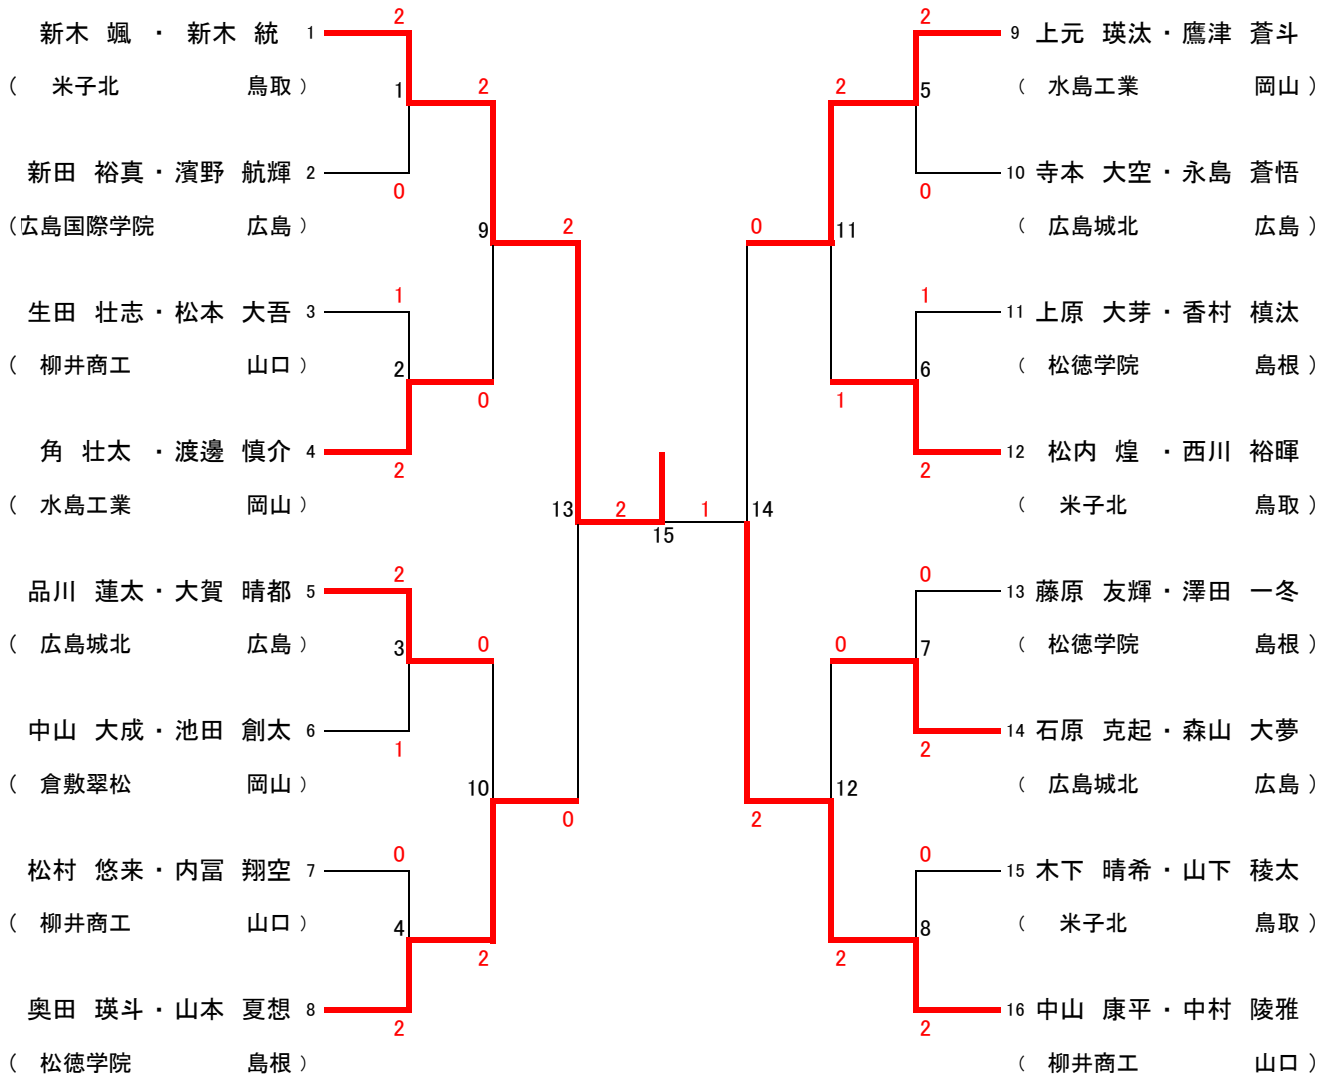 2
新木 颯 ・ 新木 統 1
( 米子北 鳥取 )
1
2
新田 裕真・濱野 航輝 2
0
(広島国際学院 広島 )
9
2
1
生田 壮志・松本 大吾 3
( 柳井商工 山口 )
2
0
角 壮太 ・渡邊 慎介 4
2
( 水島工業 岡山 )
13
2
15
1
14
2
品川 蓮太・大賀 晴都 5
( 広島城北 広島 )
3
0
中山 大成・池田 創太 6
1
( 倉敷翠松 岡山 )
10
0
0
松村 悠来・内冨 翔空 7
( 柳井商工 山口 )
4
2
奥田 瑛斗・山本 夏想 8
2
( 松徳学院 島根 )
2
9 上元 瑛汰・鷹津 蒼斗
( 水島工業 岡山 )
5
2
10 寺本 大空・永島 蒼悟
0
( 広島城北 広島 )
11
0
1
11 上原 大芽・香村 槙汰
( 松徳学院 島根 )
6
1
12 松内 煌 ・西川 裕暉
2
( 米子北 鳥取 )
0
13 藤原 友輝・澤田 一冬
( 松徳学院 島根 )
7
0
14 石原 克起・森山 大夢
2
( 広島城北 広島 )
12
2
0
15 木下 晴希・山下 稜太
( 米子北 鳥取 )
8
2
16 中山 康平・中村 陵雅
2
( 柳井商工 山口 )